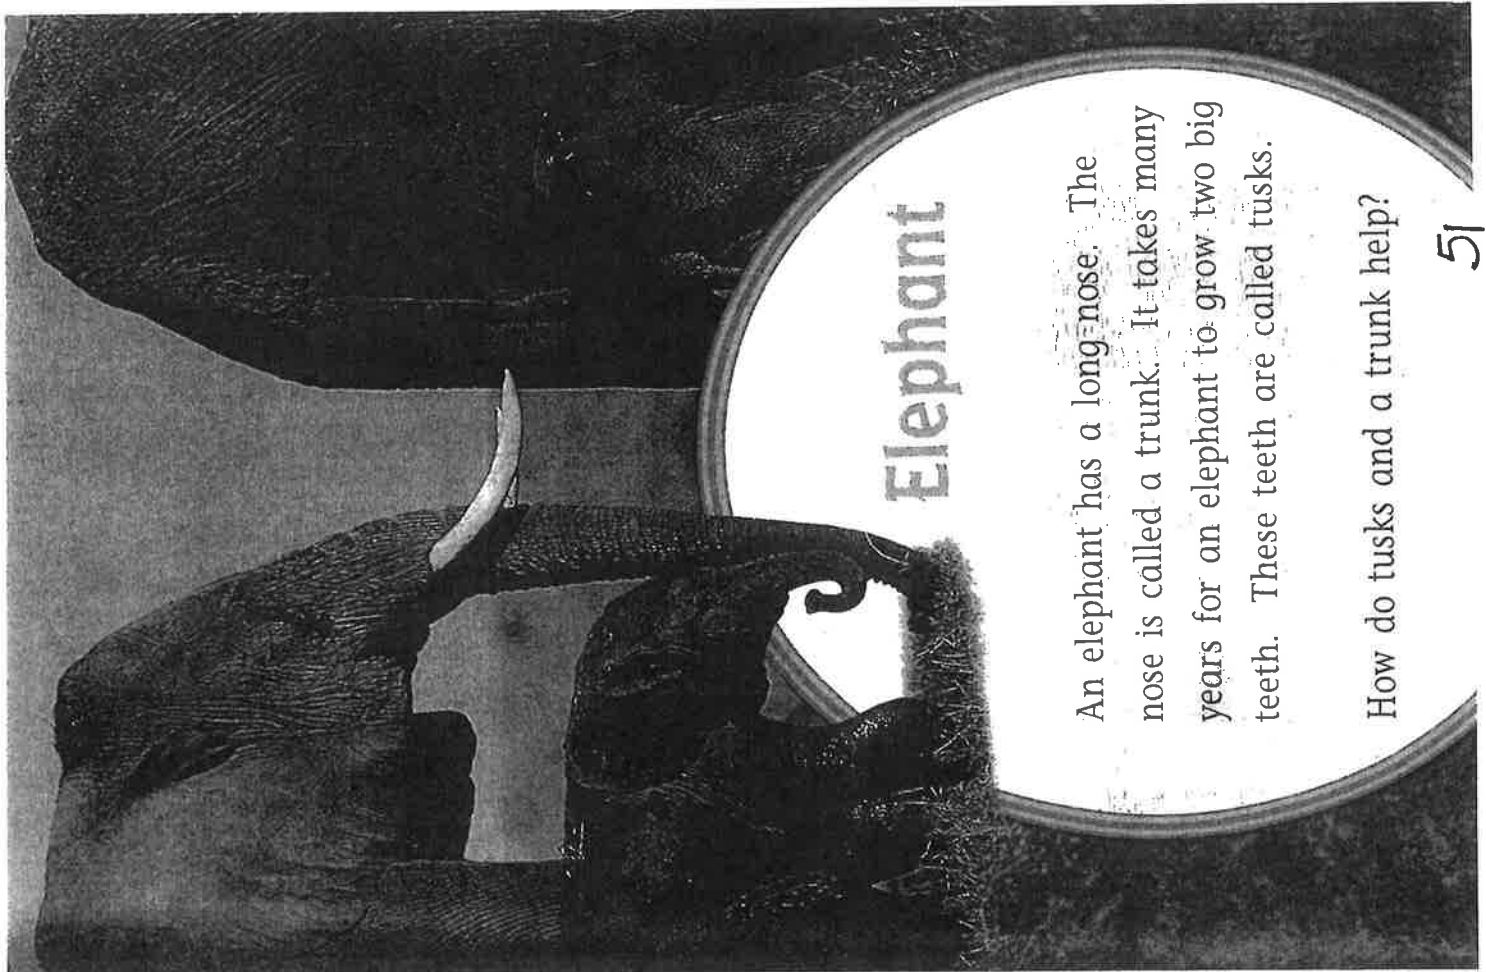 Elephant
An elephant has a long nose. The
nose is called a trunk. It takes many
years for an elephant to grow two big
teeth. These teeth are called tusks.
How do tusks and a trunk help?
51